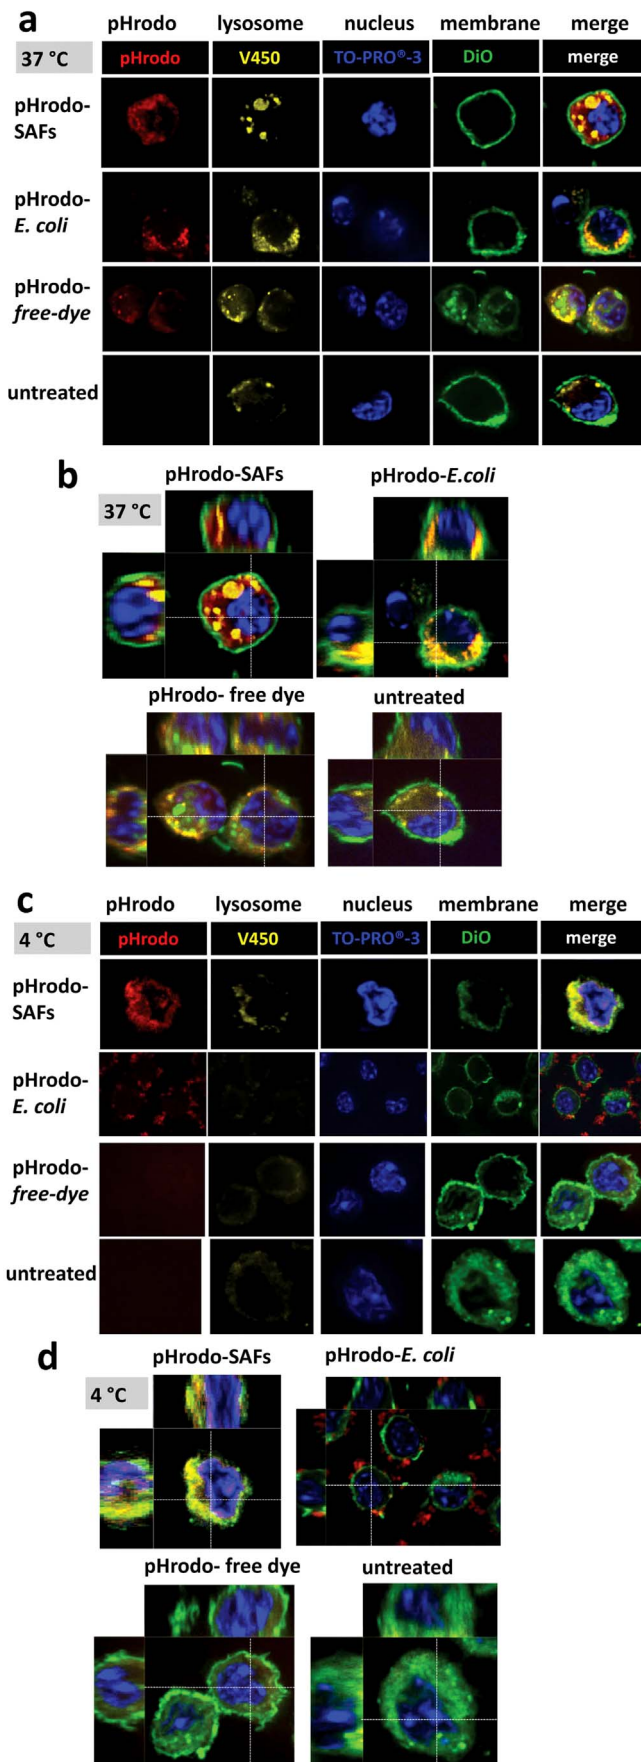 a
pHrodo lysosome nucleus membrane merge
37 °C pHrodo V450 TO-PRO®-3 DiO merge
pHrodo-
SAFs
pHrodo-
E. coli
pHrodo-
free-dye
untreated
b
pHrodo-SAFs pHrodo-E.coli
37 °C
pHrodo- free dye untreated
c
pHrodo lysosome nucleus membrane merge
4 °C pHrodo V450 TO-PRO®-3 DiO merge
pHrodo-
SAFs
pHrodo-
E. coli
pHrodo-
free-dye
untreated
d
pHrodo-SAFs pHrodo-E. coli
4 °C
pHrodo- free dye untreated